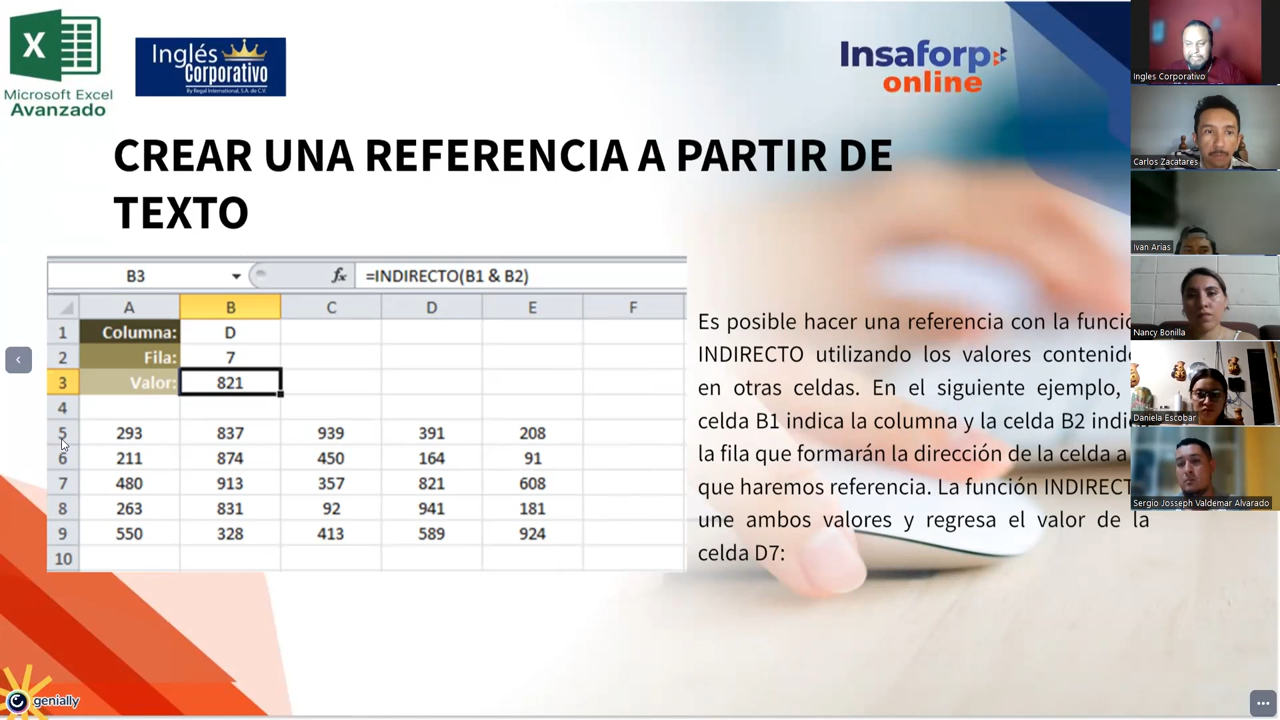 Microsoft Excel
Avanzado
Inglés
Corporativo
By Regal International, S.A. de C.V.
Insaforp
online
CREAR UNA REFERENCIA A PARTIR DE
TEXTO
B3 fx =INDIRECTO(B1 & B2)
A B C D E F
1 Columna: D
2 Fila: 7
3 Valor: 821
4
5 293 837 939 391 208
6 211 874 450 164 91
7 480 913 357 821 608
8 263 831 92 941 181
9 550 328 413 589 924
10
Es posible hacer una referencia con la funció
INDIRECTO utilizando los valores contenid
en otras celdas. En el siguiente ejemplo,
celda B1 indica la columna y la celda B2 indi
la fila que formarán la dirección de la celda a
que haremos referencia. La función INDIRECT
une ambos valores y regresa el valor de la
celda D7:
Ingles Corporativo
Carlos Zacatares
Ivan Arias
Nancy Bonilla
Daniela Escobar
Sergio Josseph Valdemar Alvarado
genially